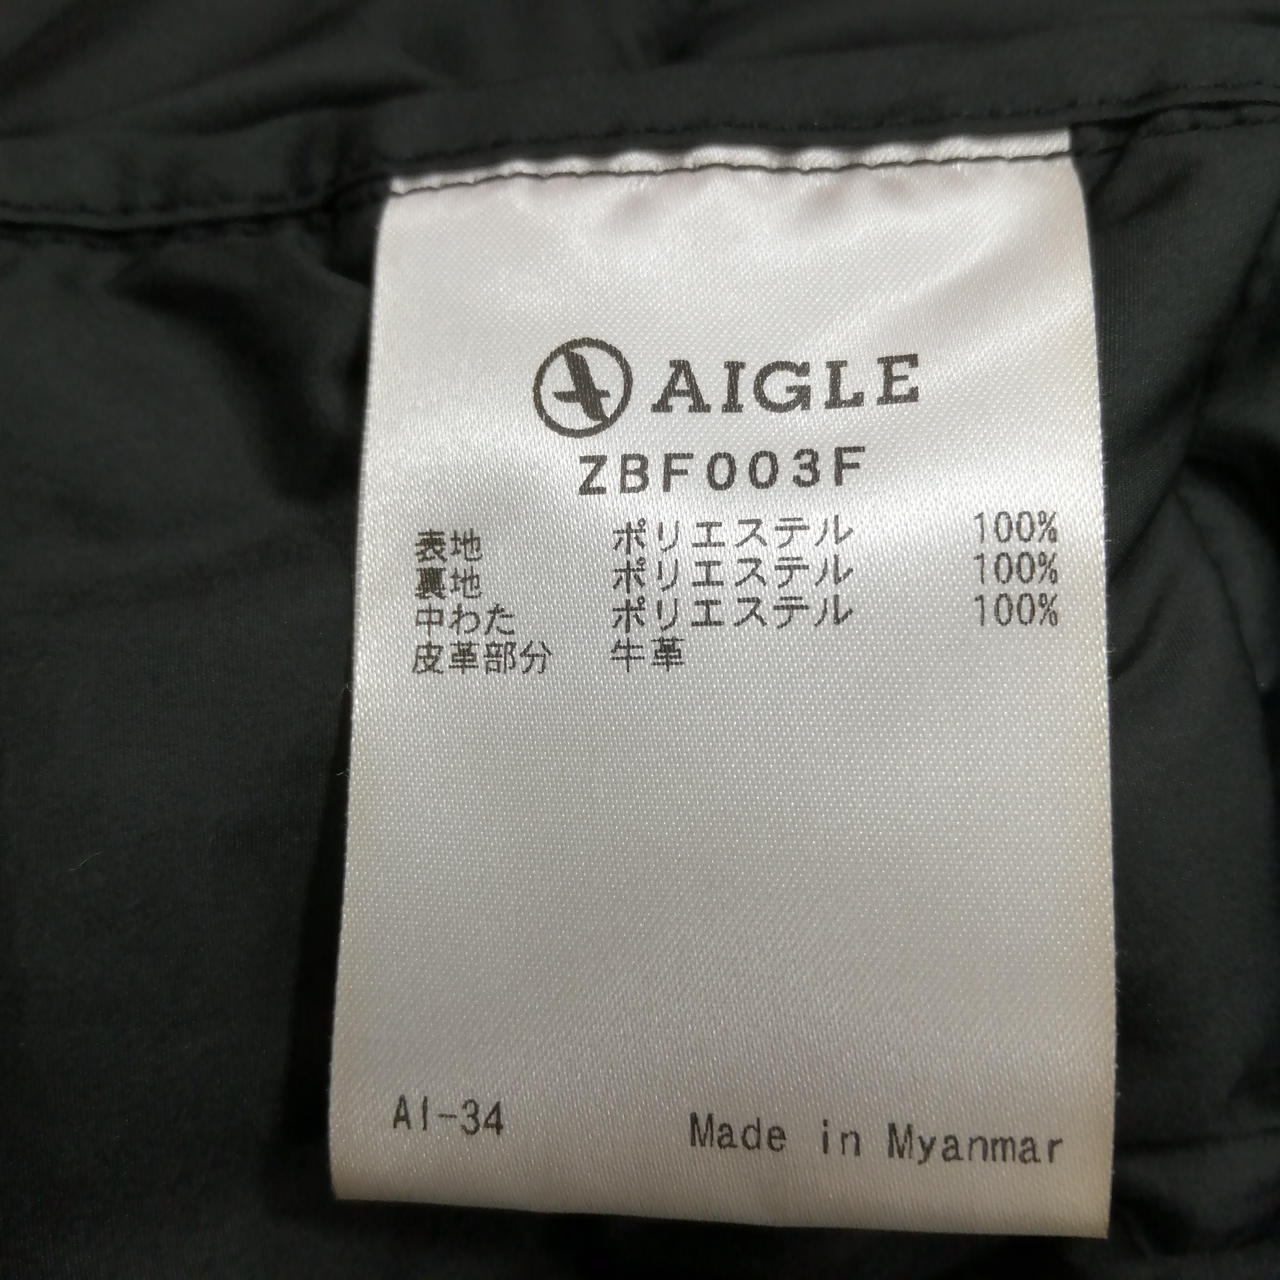 AIGLE
ZBF003F
表地 ポリエステル 100%
裏地 ポリエステル 100%
中わた ポリエステル 100%
皮革部分 牛革
AI-34 Made in Myanmar